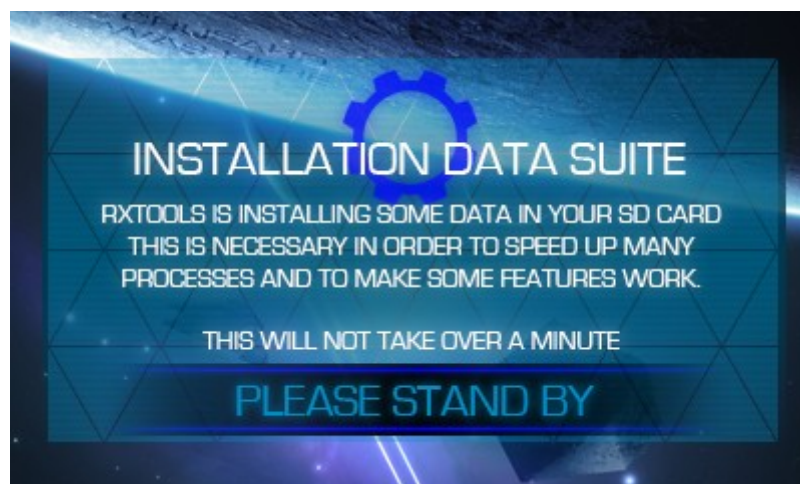 INSTALLATION DATA SUITE
RXTOOLS IS INSTALLING SOME DATA IN YOUR SD CARD
THIS IS NECESSARY IN ORDER TO SPEED UP MANY
PROCESSES AND TO MAKE SOME FEATURES WORK.
THIS WILL NOT TAKE OVER A MINUTE
PLEASE STAND BY